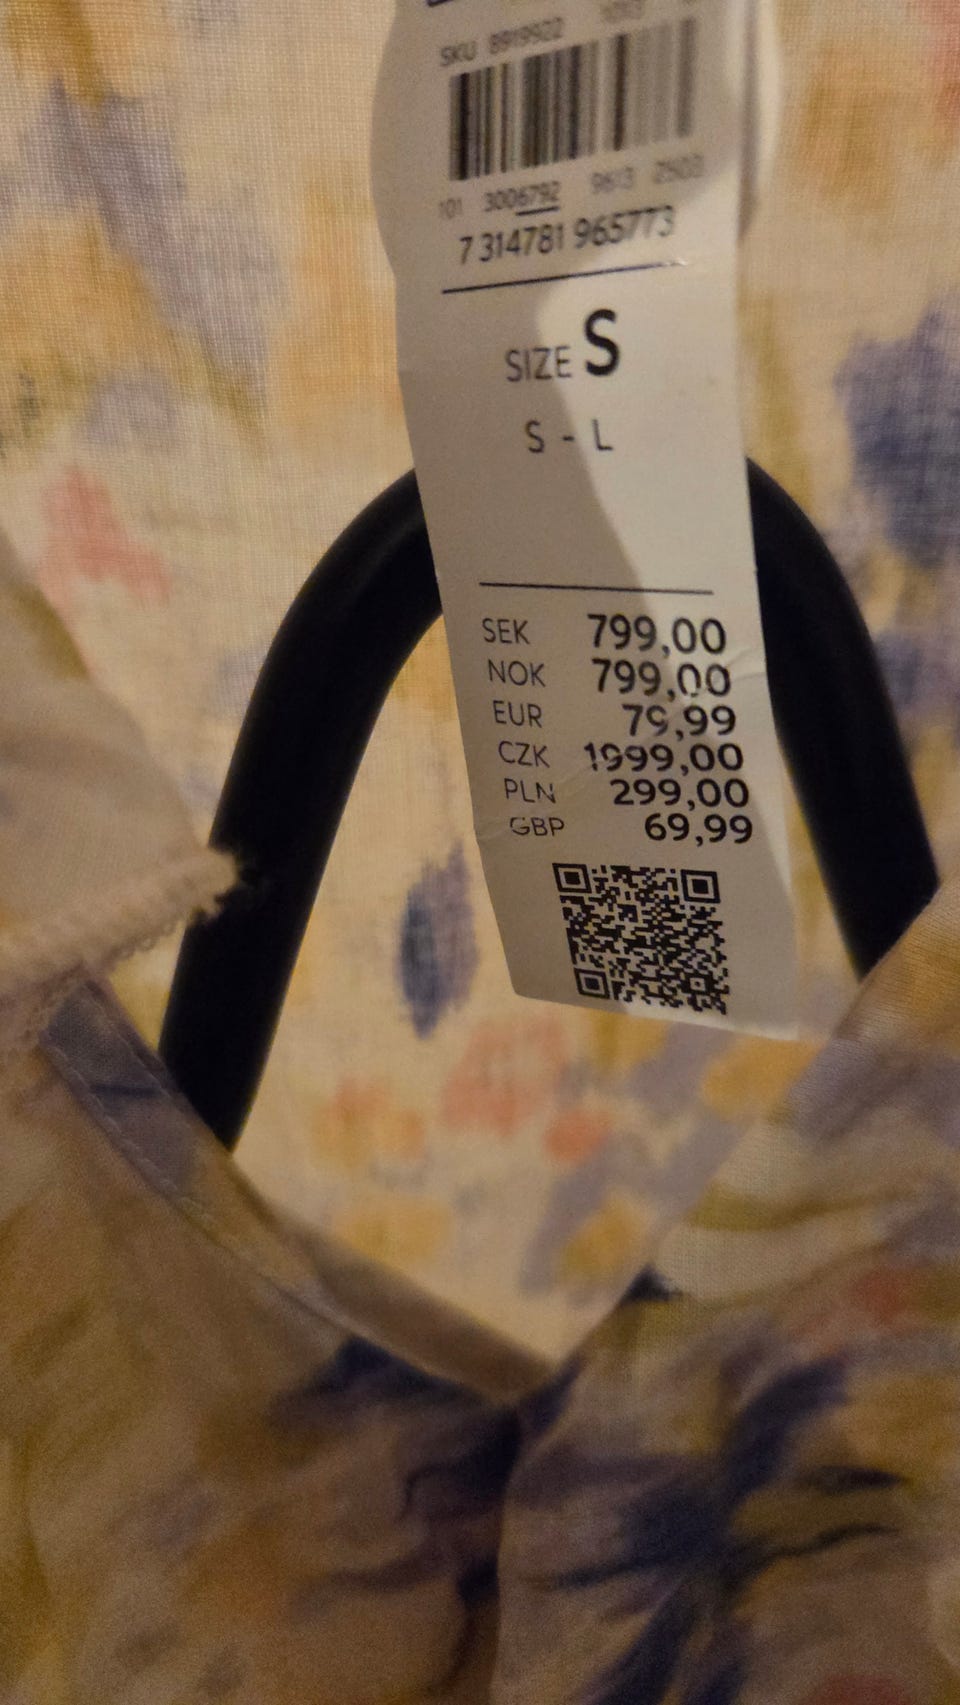 SKU 8919922
101 3006792 9613 2503
7 314781 965773
SIZE S
S - L
SEK 799,00
NOK 799,00
EUR 79,99
CZK 1999,00
PLN 299,00
GBP 69,99